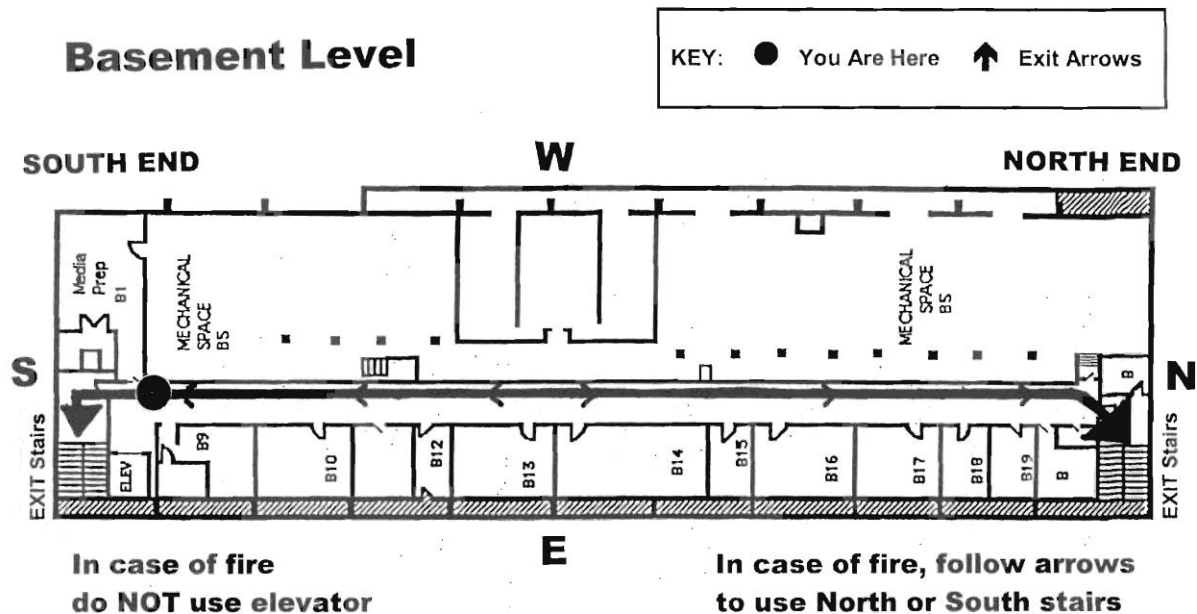 Basement Level
KEY: You Are Here Exit Arrows
SOUTH END
W
NORTH END
Media
Prep
B1
MECHANICAL
SPACE
B5
MECHANICAL
SPACE
B5
S
B
N
EXIT Stairs
ELEV
B9
B10
B12
B13
B14
B15
B16
B17
B18
B19
B
EXIT Stairs
E
In case of fire
do NOT use elevator
In case of fire, follow arrows
to use North or South stairs